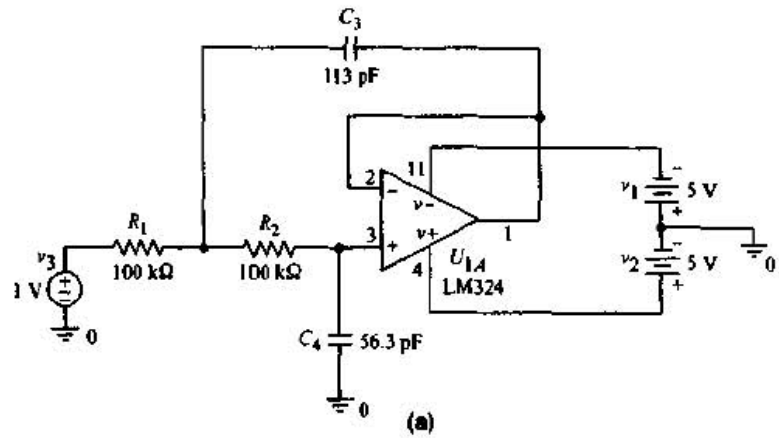 C3
113 pF
11
2
−
v−
v1
−
5 V
+
R1
R2
3
+
v+
1
0
v3
100 kΩ
100 kΩ
4
U1A
LM324
v2
−
5 V
+
1 V
+
−
0
C4
56.3 pF
0
(a)